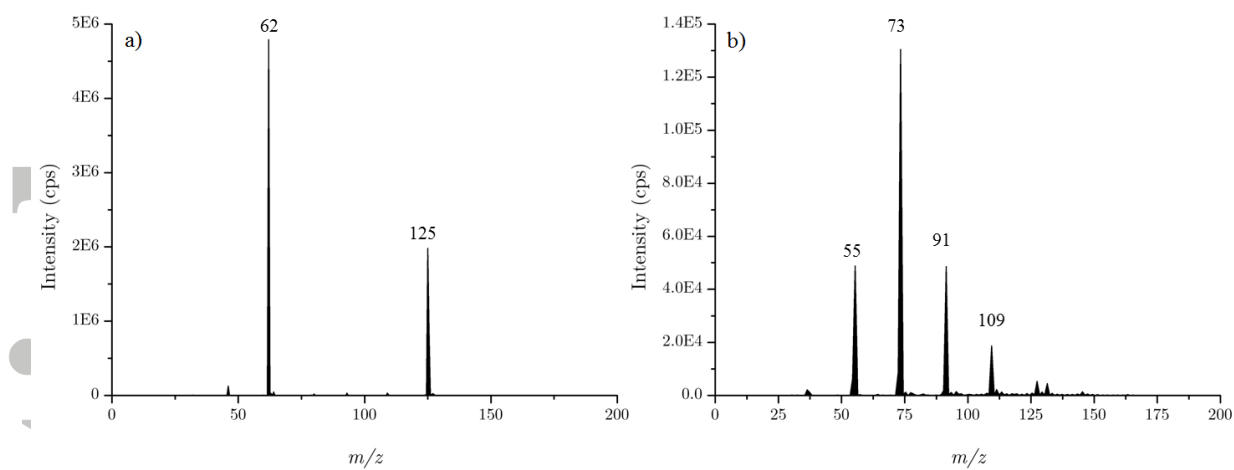 a)
62
125
5E6
4E6
3E6
2E6
1E6
0
Intensity (cps)
0 50 100 150 200
m/z
b)
73
55
91
109
1.4E5
1.2E5
1.0E5
8.0E4
6.0E4
4.0E4
2.0E4
0.0
Intensity (cps)
0 25 50 75 100 125 150 175 200
m/z